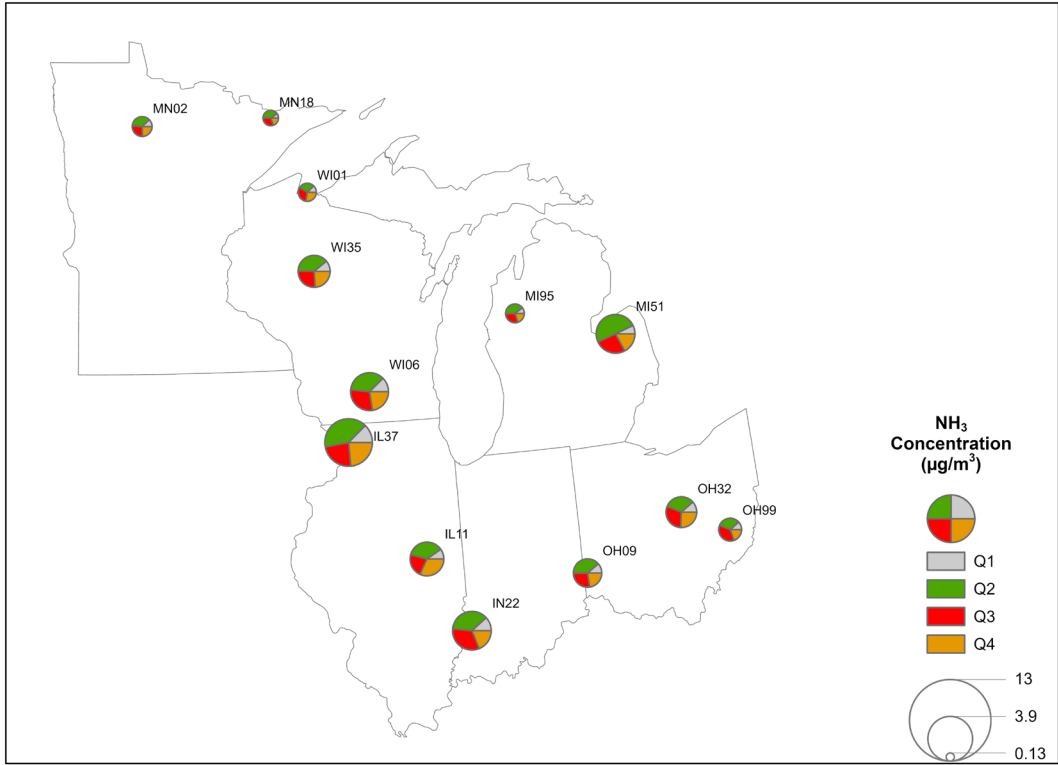 MN02
MN18
WI01
WI35
MI95
MI51
WI06
IL37
OH32
OH99
IL11
OH09
IN22
NH₃
Concentration
(µg/m³)
Q1
Q2
Q3
Q4
13
3.9
0.13